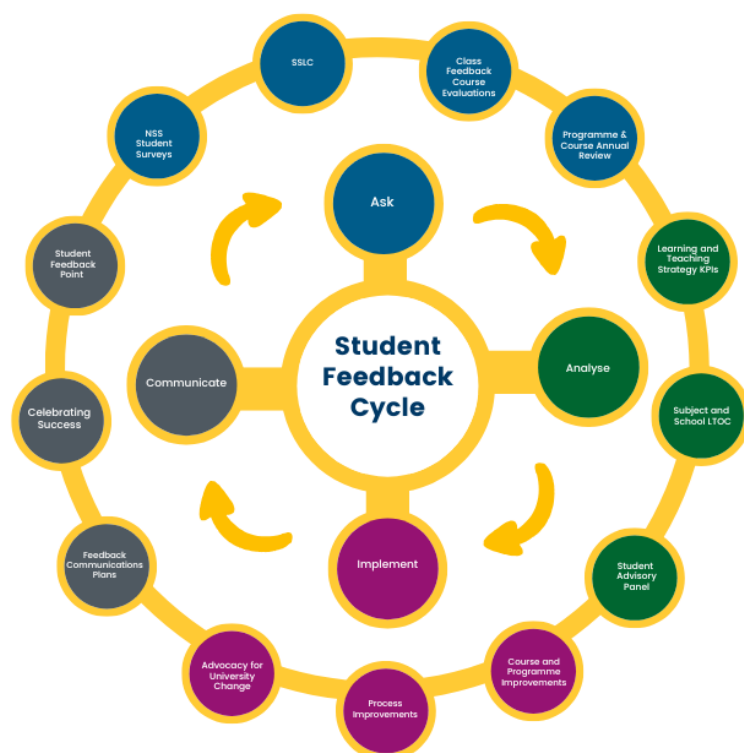 SSLC
Class
Feedback
Course
Evaluations
Programme &
Course Annual
Review
NSS
Student
Surveys
Ask
Student
Feedback
Point
Learning and
Teaching
Strategy KPIs
Student
Feedback
Cycle
Communicate
Analyse
Celebrating
Success
Subject and
School LTOC
Implement
Feedback
Communications
Plans
Student
Advisory
Panel
Advocacy for
University
Change
Process
Improvements
Course and
Programme
Improvements